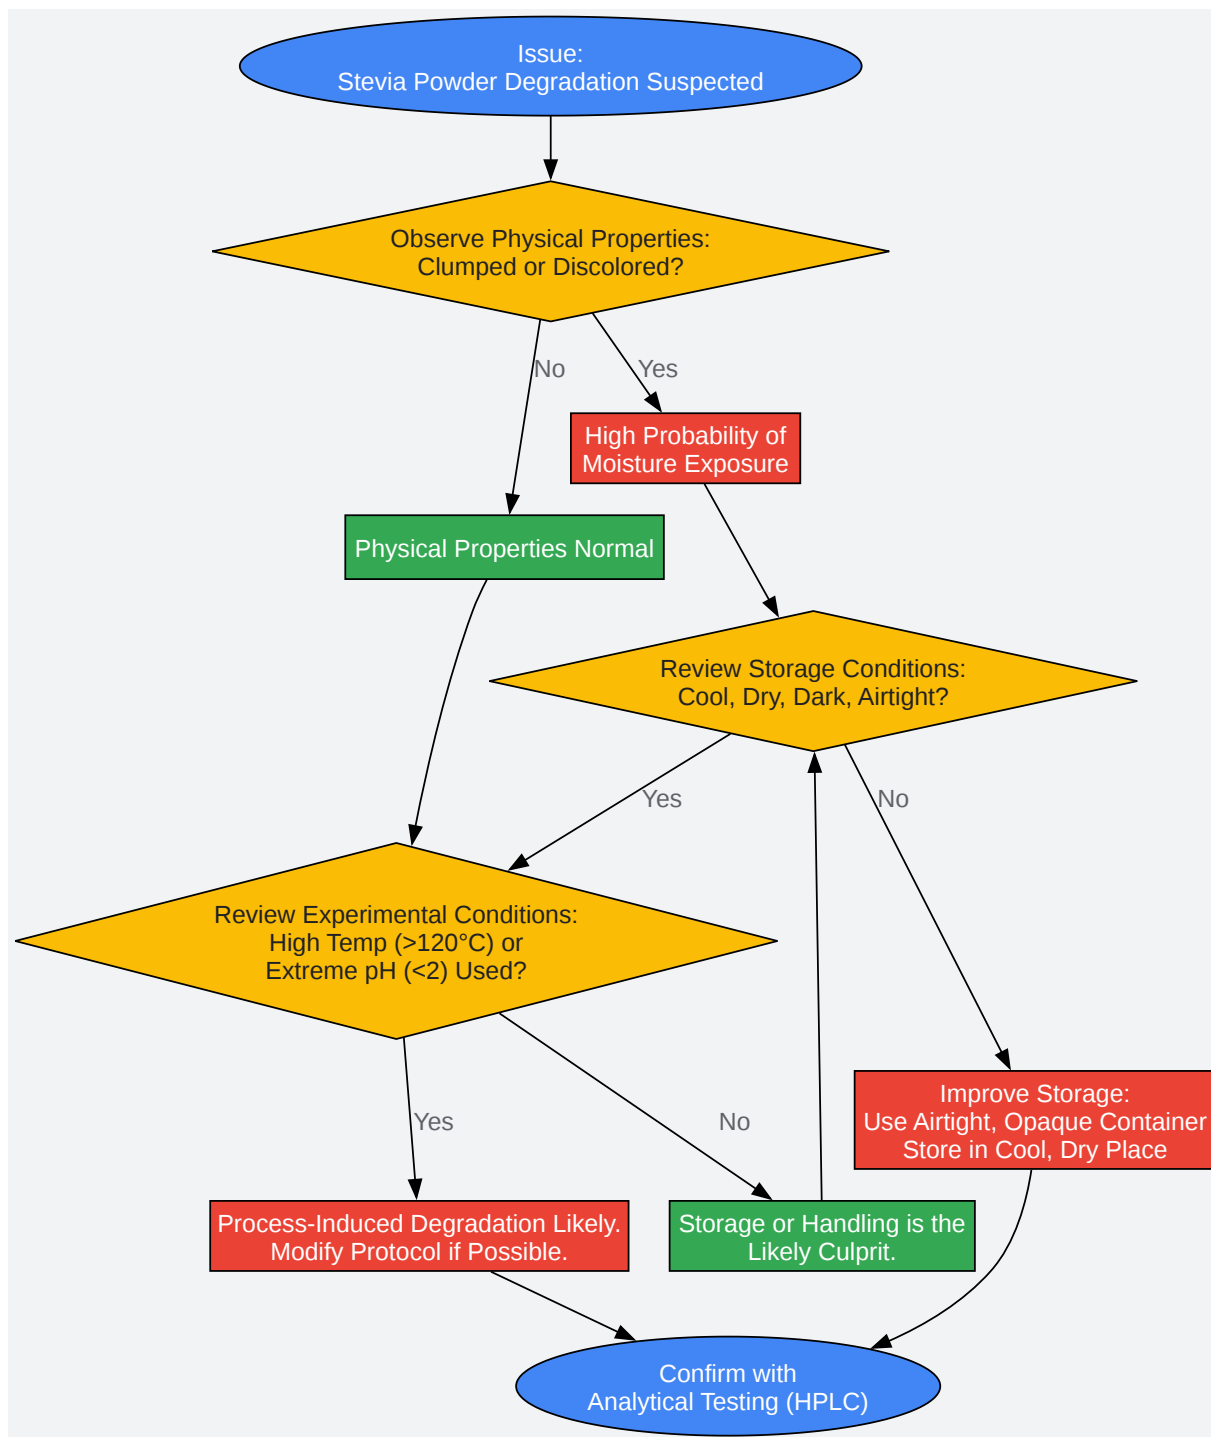 Issue:
Stevia Powder Degradation Suspected
Observe Physical Properties:
Clumped or Discolored?
No
Yes
High Probability of
Moisture Exposure
Physical Properties Normal
Review Storage Conditions:
Cool, Dry, Dark, Airtight?
Yes
No
Review Experimental Conditions:
High Temp (>120°C) or
Extreme pH (<2) Used?
Yes
No
Improve Storage:
Use Airtight, Opaque Container
Store in Cool, Dry Place
Process-Induced Degradation Likely.
Modify Protocol if Possible.
Storage or Handling is the
Likely Culprit.
Confirm with
Analytical Testing (HPLC)